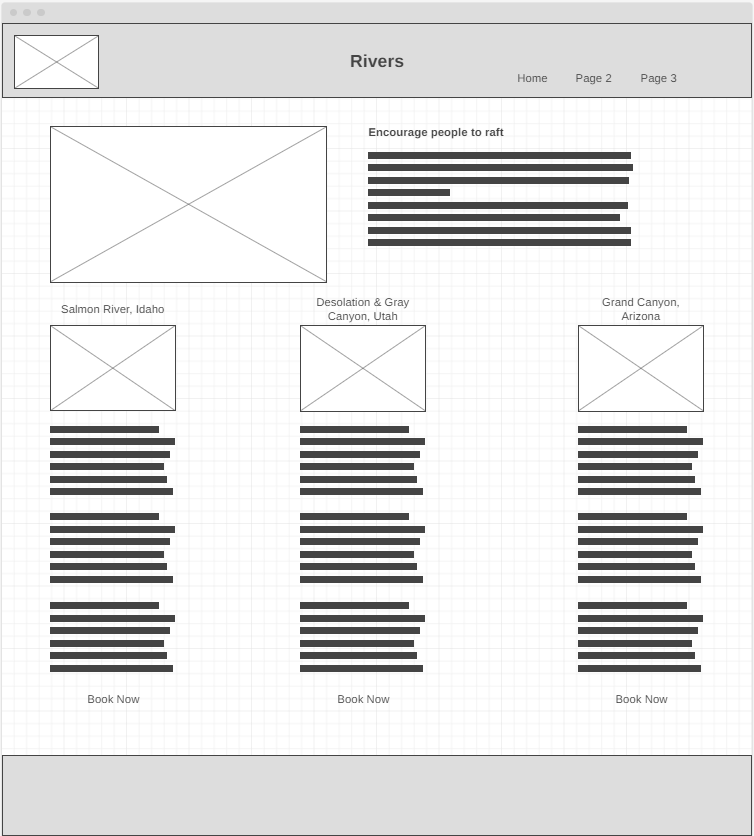 Rivers
Home
Page 2
Page 3
Encourage people to raft
Salmon River, Idaho
Desolation & Gray
Canyon, Utah
Grand Canyon,
Arizona
Book Now
Book Now
Book Now